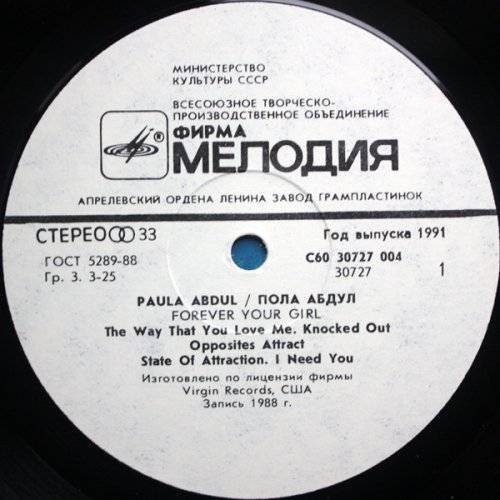 МИНИСТЕРСТВО
КУЛЬТУРЫ СССР
ВСЕСОЮЗНОЕ ТВОРЧЕСКО-
ПРОИЗВОДСТВЕННОЕ ОБЪЕДИНЕНИЕ
ФИРМА
МЕЛОДИЯ
АПРЕЛЕВСКИЙ ОРДЕНА ЛЕНИНА ЗАВОД ГРАМПЛАСТИНОК
СТЕРЕО 33
Год выпуска 1991
ГОСТ 5289-88
С60 30727 004
Гр. 3. 3-25
30727
1
PAULA ABDUL / ПОЛА АБДУЛ
FOREVER YOUR GIRL
The Way That You Love Me. Knocked Out
Opposites Attract
State Of Attraction. I Need You
Изготовлено по лицензии фирмы
Virgin Records, США
Запись 1988 г.